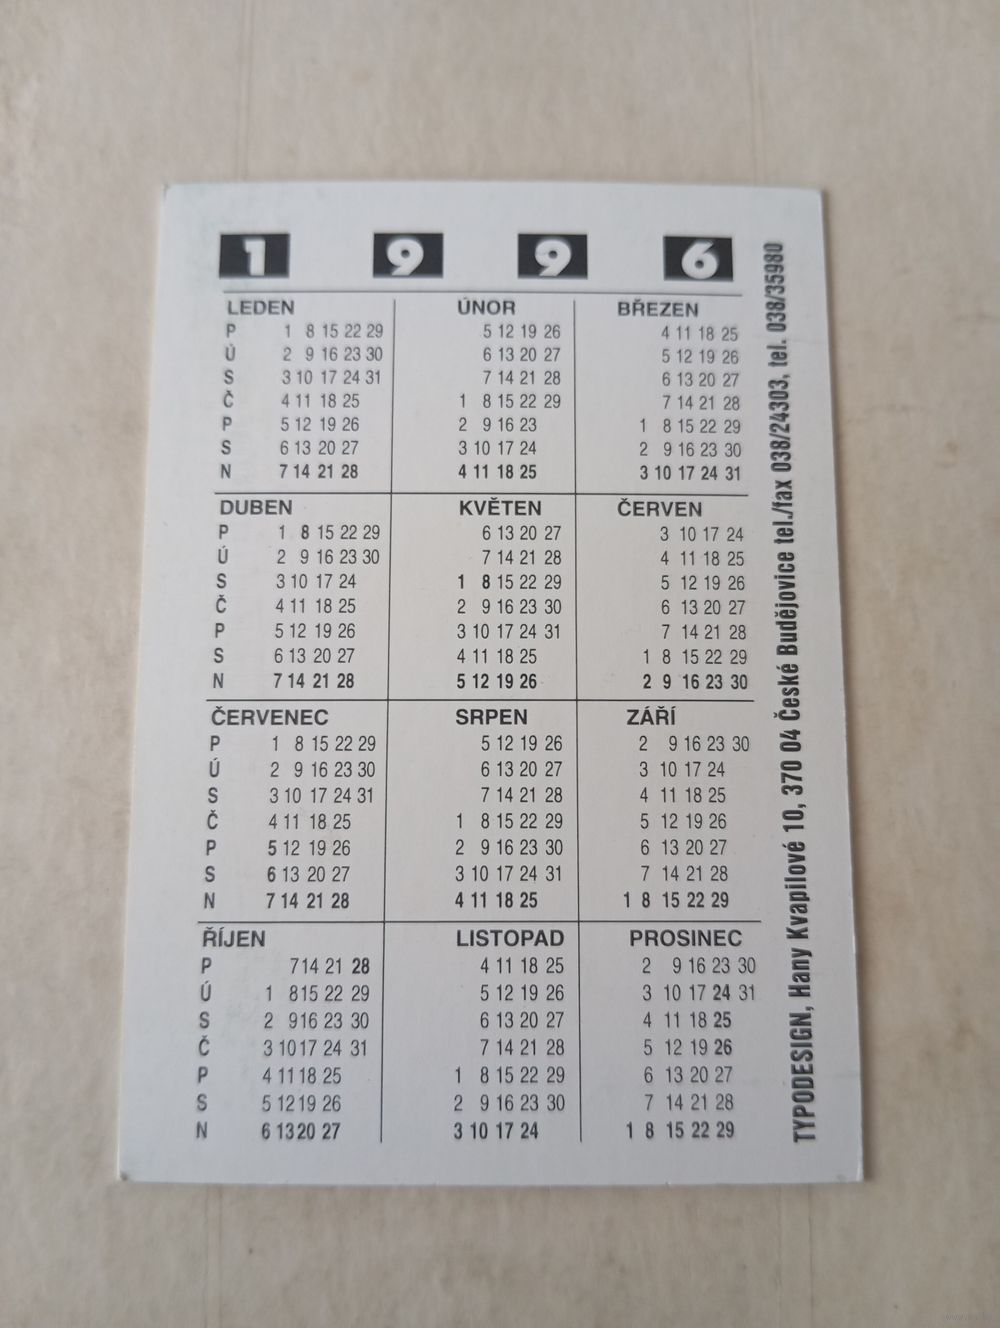 1 9 9 6
LEDEN ÚNOR BŘEZEN
P 1 8 15 22 29 5 12 19 26 4 11 18 25
Ú 2 9 16 23 30 6 13 20 27 5 12 19 26
S 3 10 17 24 31 7 14 21 28 6 13 20 27
Č 4 11 18 25 1 8 15 22 29 7 14 21 28
P 5 12 19 26 2 9 16 23 1 8 15 22 29
S 6 13 20 27 3 10 17 24 2 9 16 23 30
N 7 14 21 28 4 11 18 25 3 10 17 24 31
DUBEN KVĚTEN ČERVEN
P 1 8 15 22 29 6 13 20 27 3 10 17 24
Ú 2 9 16 23 30 7 14 21 28 4 11 18 25
S 3 10 17 24 1 8 15 22 29 5 12 19 26
Č 4 11 18 25 2 9 16 23 30 6 13 20 27
P 5 12 19 26 3 10 17 24 31 7 14 21 28
S 6 13 20 27 4 11 18 25 1 8 15 22 29
N 7 14 21 28 5 12 19 26 2 9 16 23 30
ČERVENEC SRPEN ZÁŘÍ
P 1 8 15 22 29 5 12 19 26 2 9 16 23 30
Ú 2 9 16 23 30 6 13 20 27 3 10 17 24
S 3 10 17 24 31 7 14 21 28 4 11 18 25
Č 4 11 18 25 1 8 15 22 29 5 12 19 26
P 5 12 19 26 2 9 16 23 30 6 13 20 27
S 6 13 20 27 3 10 17 24 31 7 14 21 28
N 7 14 21 28 4 11 18 25 1 8 15 22 29
ŘÍJEN LISTOPAD PROSINEC
P 7 14 21 28 4 11 18 25 2 9 16 23 30
Ú 1 8 15 22 29 5 12 19 26 3 10 17 24 31
S 2 9 16 23 30 6 13 20 27 4 11 18 25
Č 3 10 17 24 31 7 14 21 28 5 12 19 26
P 4 11 18 25 1 8 15 22 29 6 13 20 27
S 5 12 19 26 2 9 16 23 30 7 14 21 28
N 6 13 20 27 3 10 17 24 1 8 15 22 29
TYPODESIGN, Hany Kvapilové 10, 370 04 České Budějovice tel./fax 038/24303, tel. 038/35980